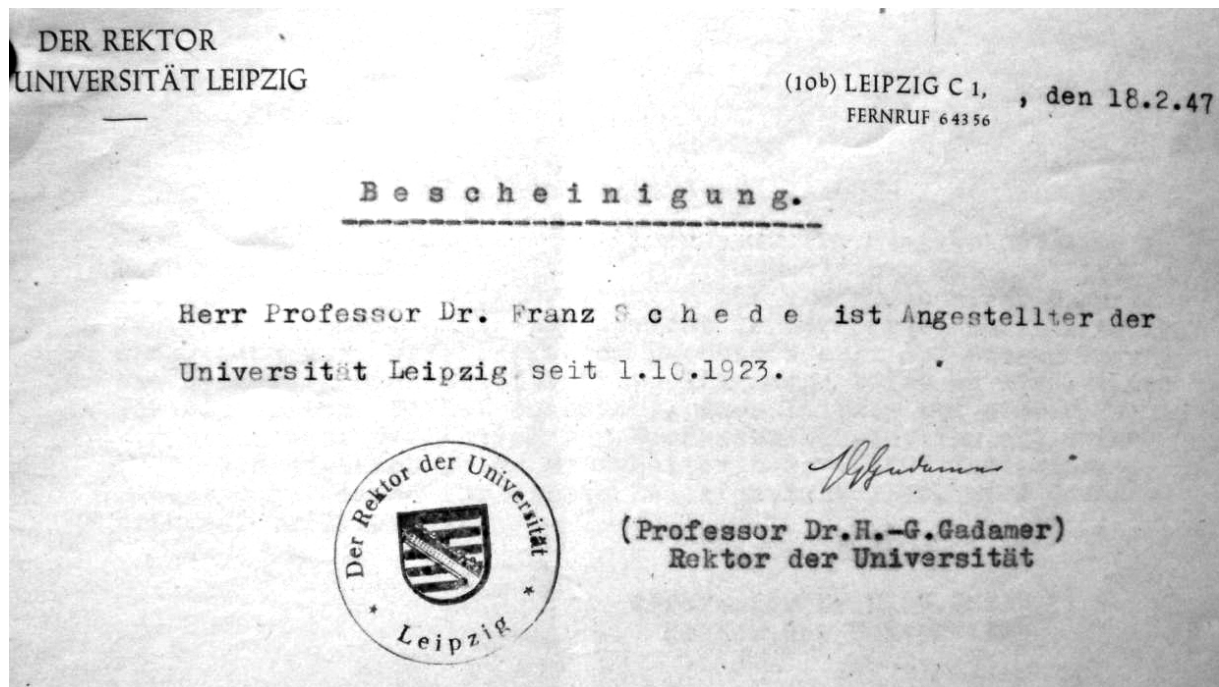 DER REKTOR
UNIVERSITÄT LEIPZIG
(10b) LEIPZIG C 1, , den 18.2.47
FERNRUF 64356
Bescheinigung.
Herr Professor Dr. Franz Schede ist Angestellter der
Universität Leipzig seit 1.10.1923.
Der Rektor der Universität
Leipzig
HGGadamer
(Professor Dr.H.-G.Gadamer)
Rektor der Universität